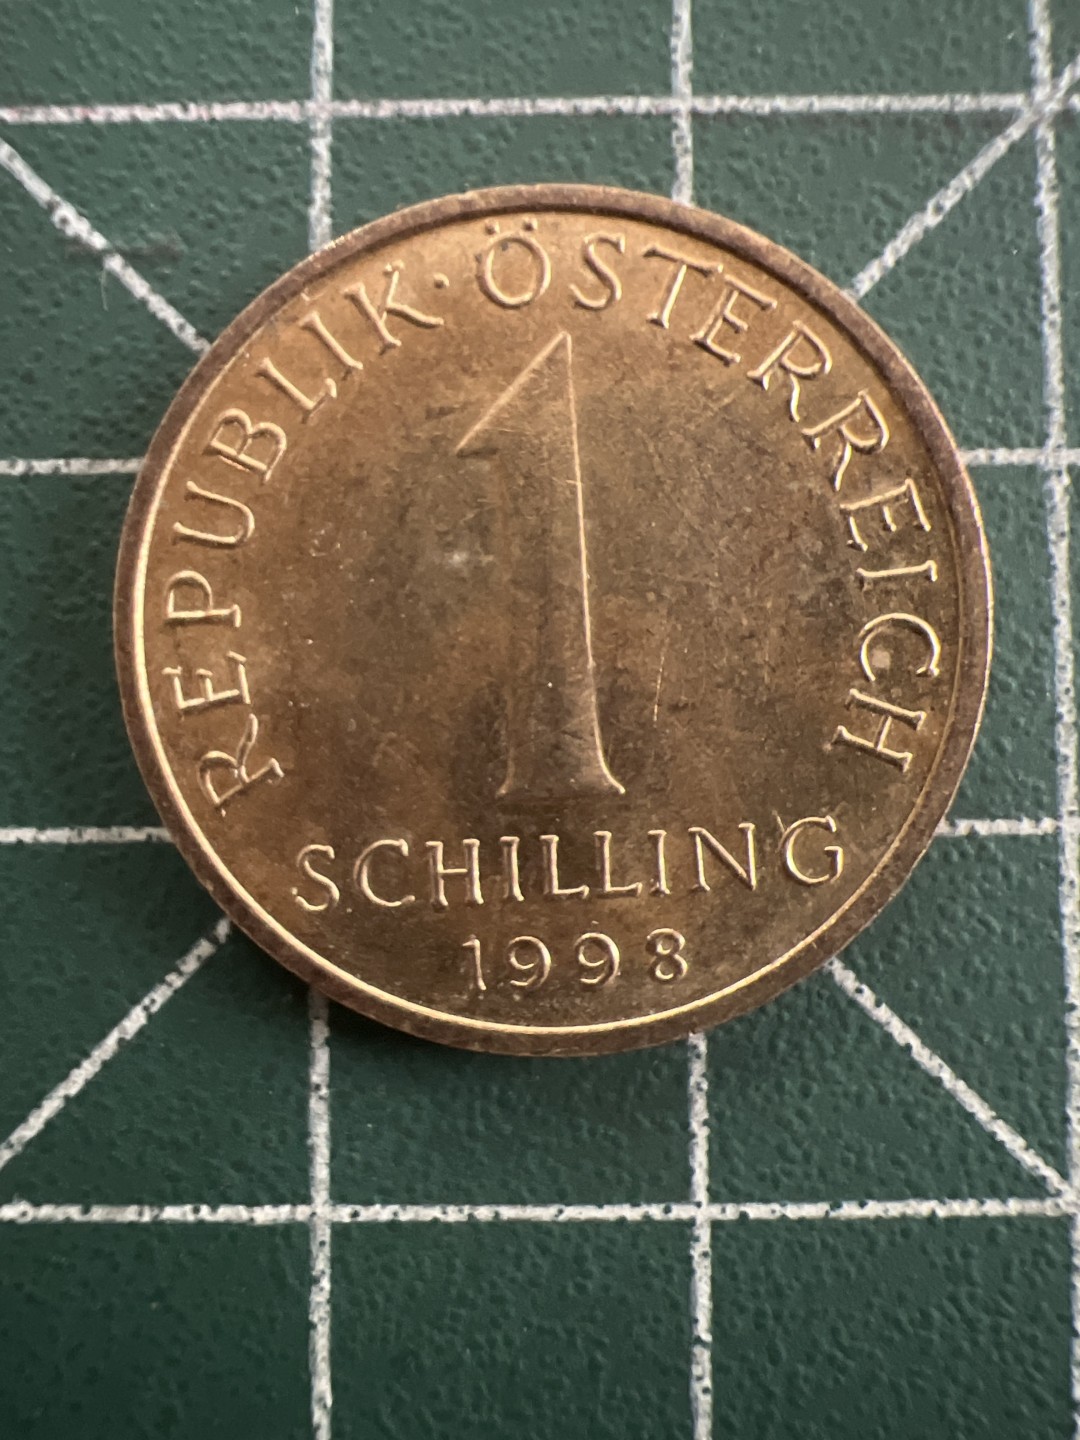 REPUBLIK · ÖSTERREICH
1
SCHILLING
1998